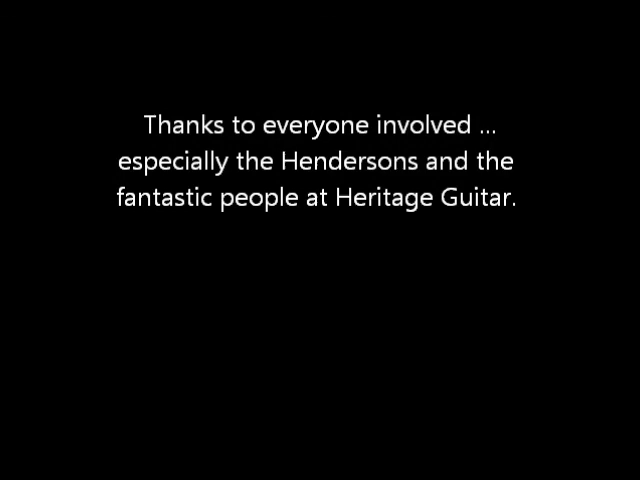 Thanks to everyone involved ...
especially the Hendersons and the
fantastic people at Heritage Guitar.